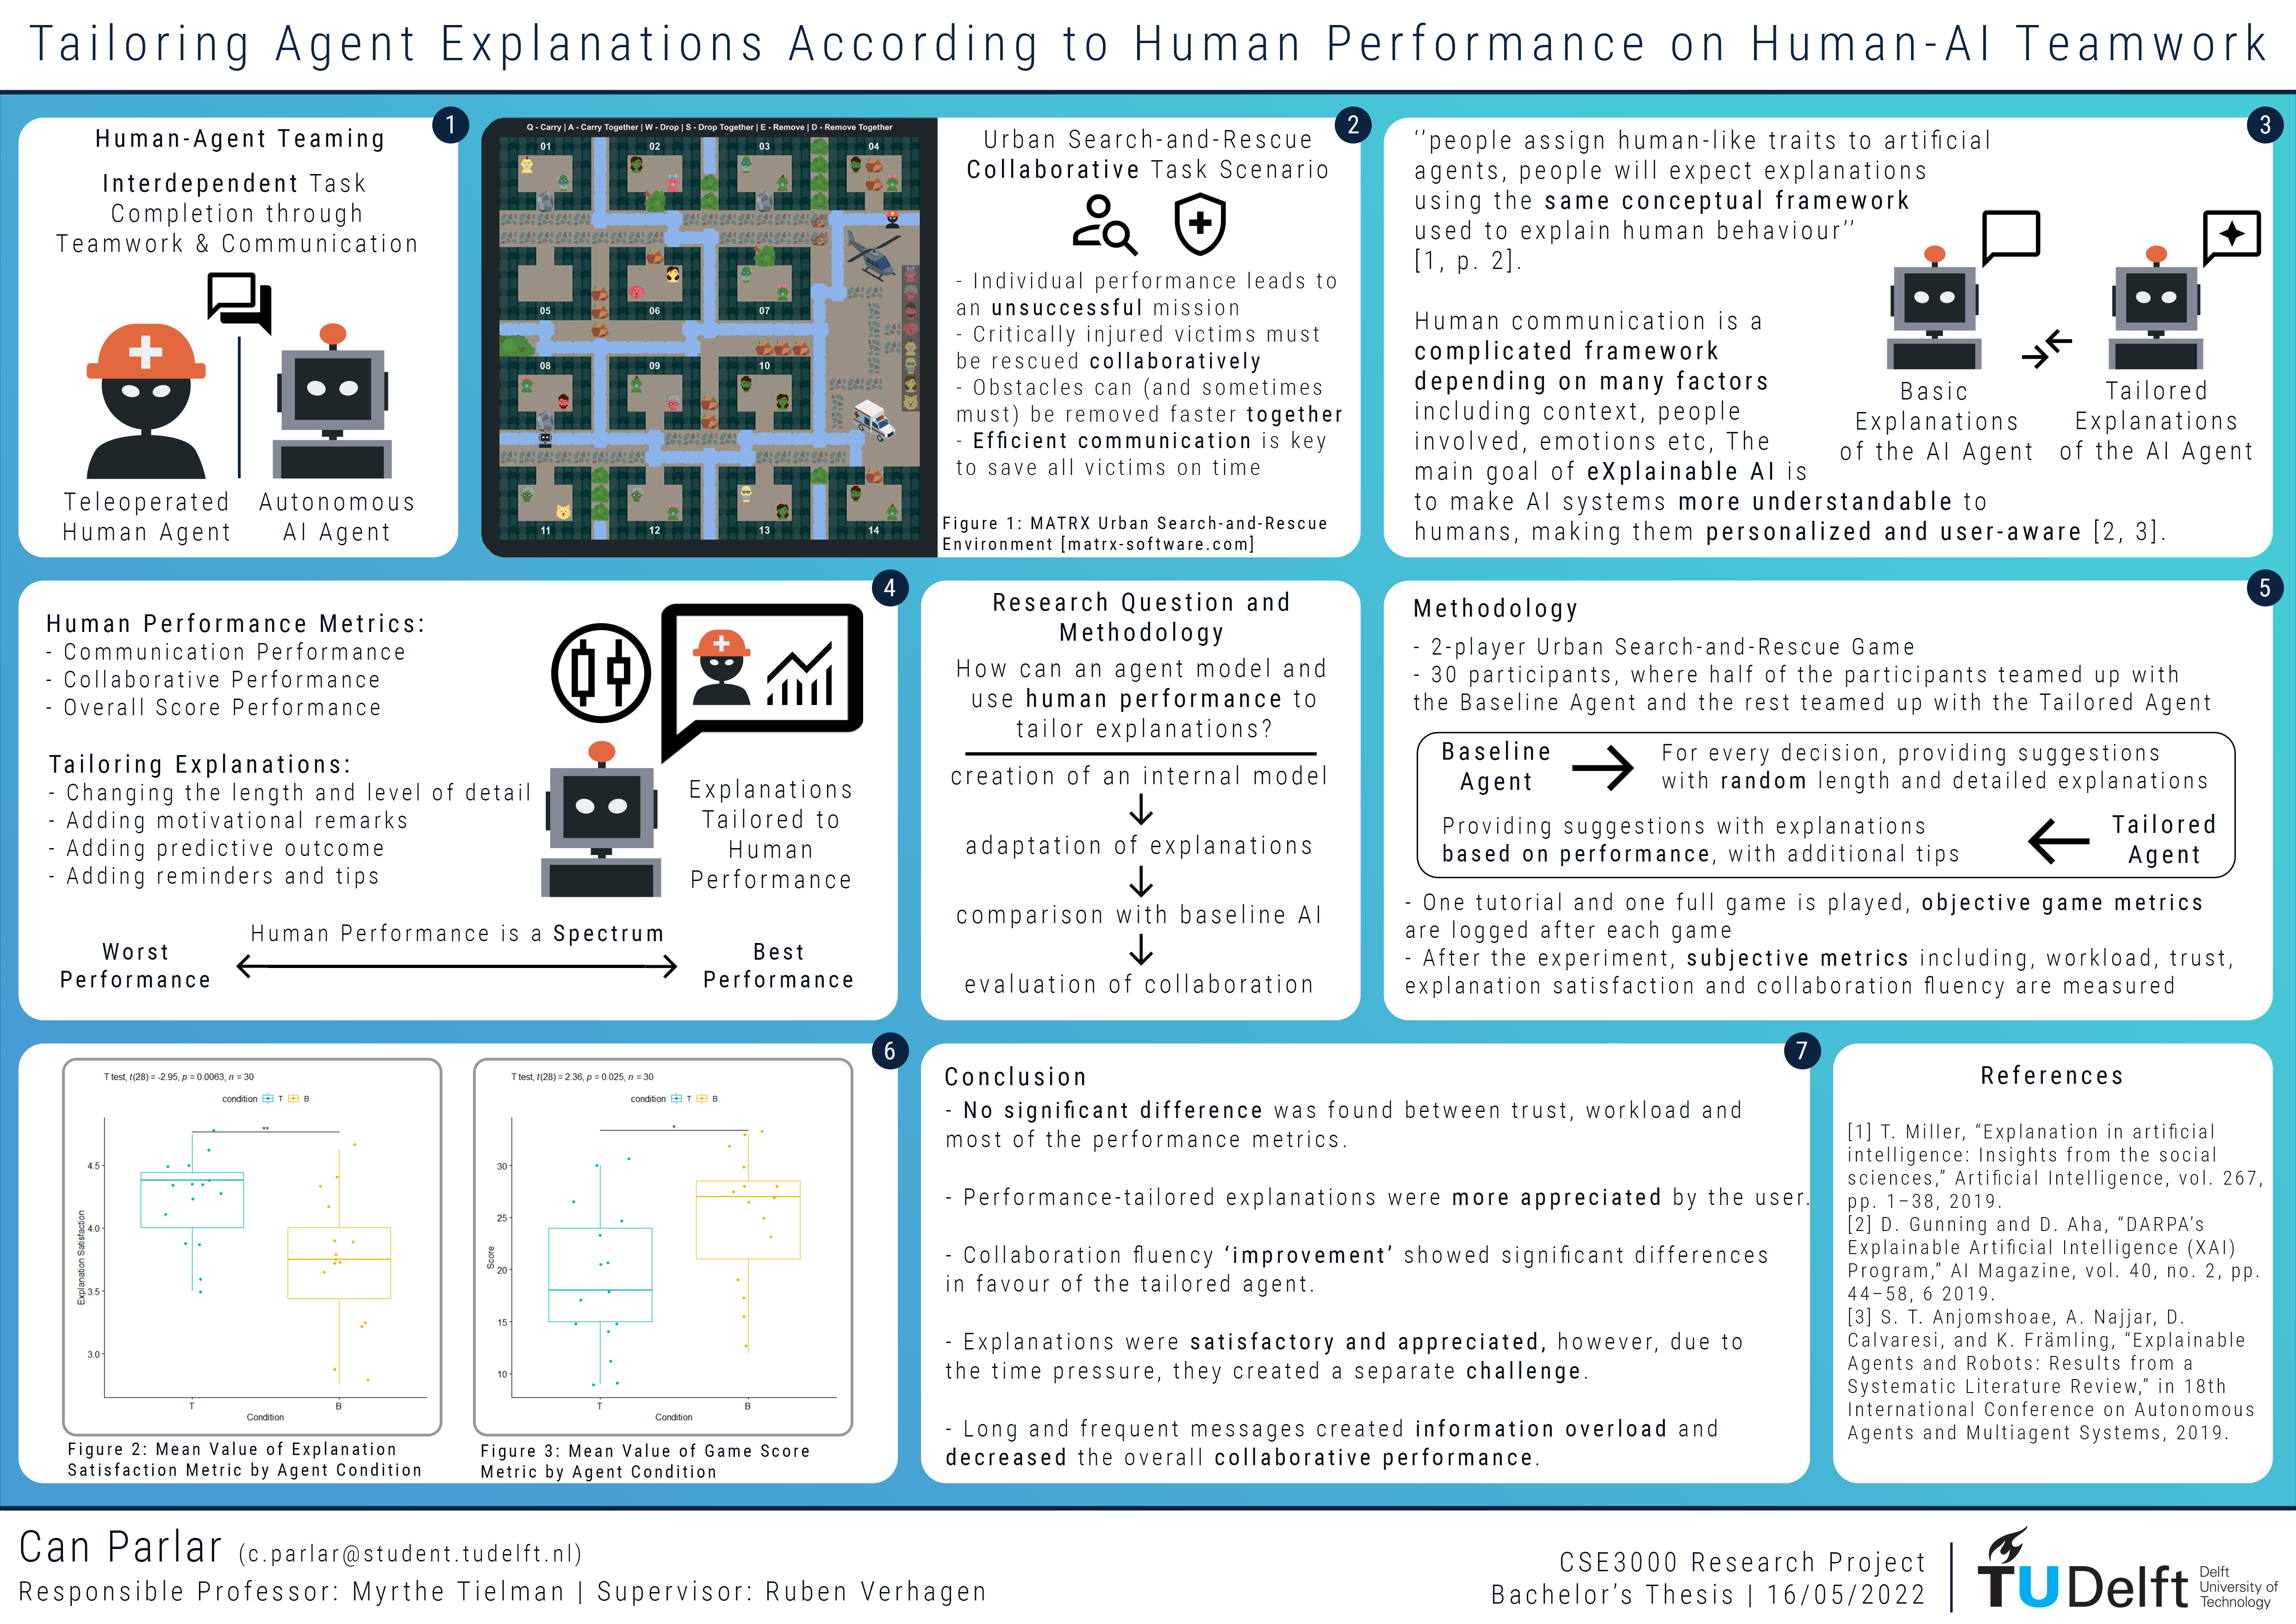 Tailoring Agent Explanations According to Human Performance on Human-AI Teamwork
1
Human-Agent Teaming
Interdependent Task
Completion through
Teamwork & Communication
Teleoperated
Human Agent
Autonomous
AI Agent
2
Q - Carry | A - Carry Together | W - Drop | S - Drop Together | E - Remove | D - Remove Together
01 02 03 04
05 06 07
08 09 10
11 12 13 14
Urban Search-and-Rescue
Collaborative Task Scenario
- Individual performance leads to
an unsuccessful mission
- Critically injured victims must
be rescued collaboratively
- Obstacles can (and sometimes
must) be removed faster together
- Efficient communication is key
to save all victims on time
Figure 1: MATRX Urban Search-and-Rescue
Environment [matrx-software.com]
3
‘’people assign human-like traits to artificial
agents, people will expect explanations
using the same conceptual framework
used to explain human behaviour’’
[1, p. 2].
Human communication is a
complicated framework
depending on many factors
including context, people
involved, emotions etc, The
main goal of eXplainable AI is
to make AI systems more understandable to
humans, making them personalized and user-aware [2, 3].
Basic
Explanations
of the AI Agent
Tailored
Explanations
of the AI Agent
4
Human Performance Metrics:
- Communication Performance
- Collaborative Performance
- Overall Score Performance
Tailoring Explanations:
- Changing the length and level of detail
- Adding motivational remarks
- Adding predictive outcome
- Adding reminders and tips
Explanations
Tailored to
Human
Performance
Human Performance is a Spectrum
Worst
Performance
Best
Performance
Research Question and
Methodology
How can an agent model and
use human performance to
tailor explanations?
creation of an internal model
adaptation of explanations
comparison with baseline AI
evaluation of collaboration
5
Methodology
- 2-player Urban Search-and-Rescue Game
- 30 participants, where half of the participants teamed up with
the Baseline Agent and the rest teamed up with the Tailored Agent
Baseline
Agent
For every decision, providing suggestions
with random length and detailed explanations
Providing suggestions with explanations
based on performance, with additional tips
Tailored
Agent
- One tutorial and one full game is played, objective game metrics
are logged after each game
- After the experiment, subjective metrics including, workload, trust,
explanation satisfaction and collaboration fluency are measured
6
T test, t(28) = -2.95, p = 0.0063, n = 30
condition T B
**
4.5
4.0
3.5
3.0
Explanation Satisfaction
T B
Condition
Figure 2: Mean Value of Explanation
Satisfaction Metric by Agent Condition
T test, t(28) = 2.36, p = 0.025, n = 30
condition T B
*
30
25
20
15
10
Score
T B
Condition
Figure 3: Mean Value of Game Score
Metric by Agent Condition
7
Conclusion
- No significant difference was found between trust, workload and
most of the performance metrics.
- Performance-tailored explanations were more appreciated by the user.
- Collaboration fluency ‘improvement’ showed significant differences
in favour of the tailored agent.
- Explanations were satisfactory and appreciated, however, due to
the time pressure, they created a separate challenge.
- Long and frequent messages created information overload and
decreased the overall collaborative performance.
References
[1] T. Miller, “Explanation in artificial
intelligence: Insights from the social
sciences,” Artificial Intelligence, vol. 267,
pp. 1–38, 2019.
[2] D. Gunning and D. Aha, “DARPA’s
Explainable Artificial Intelligence (XAI)
Program,” AI Magazine, vol. 40, no. 2, pp.
44–58, 6 2019.
[3] S. T. Anjomshoae, A. Najjar, D.
Calvaresi, and K. Främling, “Explainable
Agents and Robots: Results from a
Systematic Literature Review,” in 18th
International Conference on Autonomous
Agents and Multiagent Systems, 2019.
Can Parlar (c.parlar@student.tudelft.nl)
Responsible Professor: Myrthe Tielman | Supervisor: Ruben Verhagen
CSE3000 Research Project
Bachelor’s Thesis | 16/05/2022
TU Delft
Delft
University of
Technology